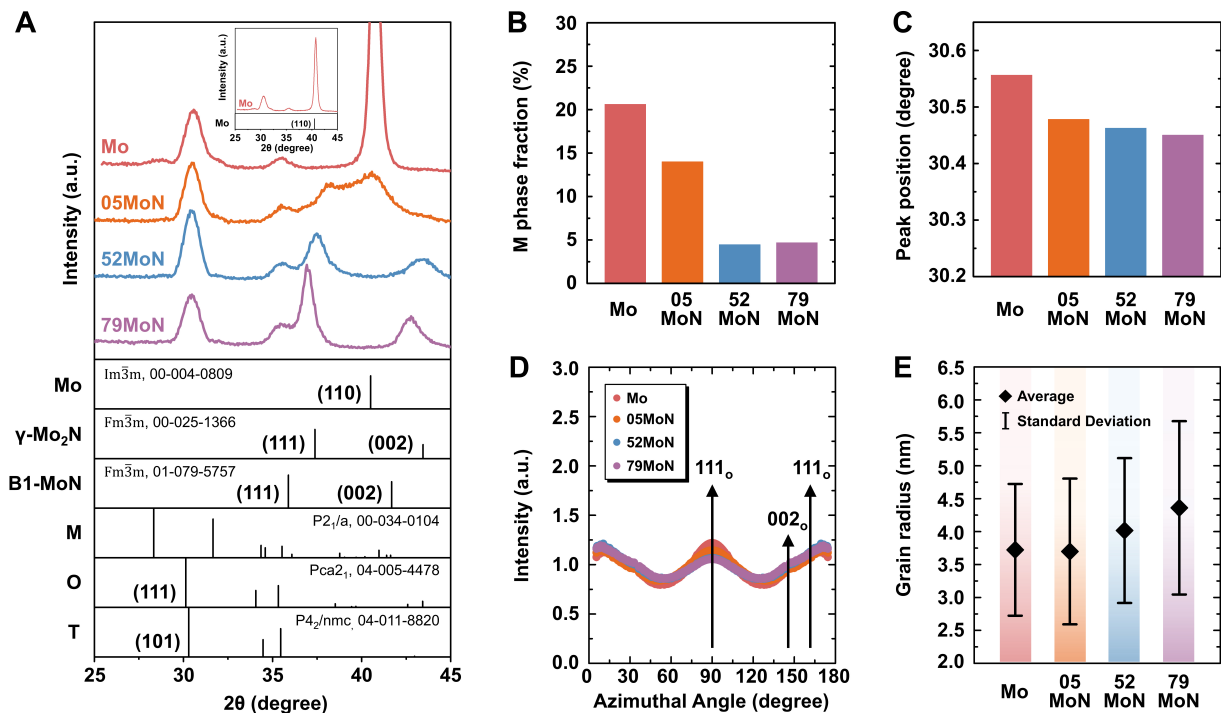 A
Intensity (a.u.)
Mo
Mo
(110)
25 30 35 40 45
2θ (degree)
Mo
05MoN
52MoN
79MoN
Intensity (a.u.)
Mo
Im3̅m, 00-004-0809
(110)
γ-Mo₂N
Fm3̅m, 00-025-1366
(111)
(002)
B1-MoN
Fm3̅m, 01-079-5757
(111)
(002)
M
P2₁/a, 00-034-0104
O
(111)
Pca2₁, 04-005-4478
T
(101)
P4₂/nmc, 04-011-8820
25 30 35 40 45
2θ (degree)
B
M phase fraction (%)
30
25
20
15
10
5
0
Mo
05
MoN
52
MoN
79
MoN
C
Peak position (degree)
30.6
30.5
30.4
30.3
30.2
Mo
05
MoN
52
MoN
79
MoN
D
Intensity (a.u.)
3.0
2.5
2.0
1.5
1.0
0.5
0.0
Mo
05MoN
52MoN
79MoN
111ₒ
002ₒ
111ₒ
0 30 60 90 120 150 180
Azimuthal Angle (degree)
E
Grain radius (nm)
6.5
6.0
5.5
5.0
4.5
4.0
3.5
3.0
2.5
2.0
Average
Standard Deviation
Mo
05
MoN
52
MoN
79
MoN